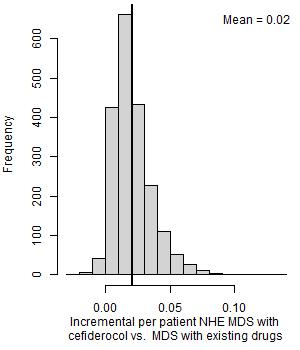 Mean = 0.02
Frequency
600
500
400
300
200
100
0
0.00 0.05 0.10
Incremental per patient NHE MDS with
cefiderocol vs. MDS with existing drugs